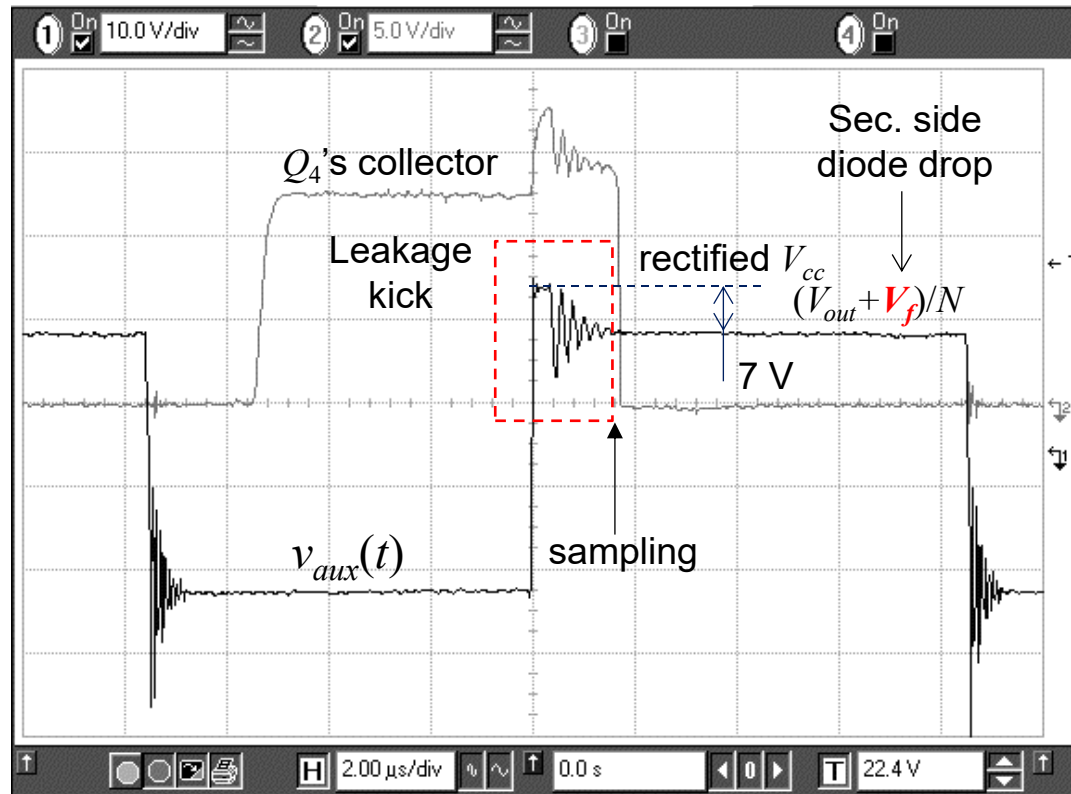 1 On 10.0 V/div 2 On 5.0 V/div 3 On 4 On
Sec. side
diode drop
Q4's collector
Leakage
kick
rectified Vcc
(Vout+Vf)/N
7 V
2
1
vaux(t)
sampling
H 2.00 µs/div 0.0 s 0 T 22.4 V